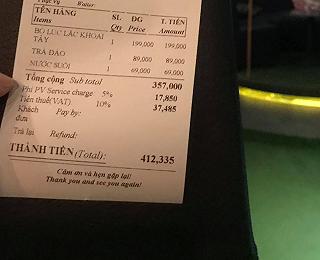 Phục vụ Waiter:
TÊN HÀNG SL ĐG T. TIỀN
Items Qty Price Amount
BÒ LÚC LẮC KHOAI TÂY 1 199,000 199,000
TRÀ ĐÀO 1 89,000 89,000
NƯỚC SUỐI 1 69,000 69,000
Tổng cộng Sub total 357,000
Phí PV Service charge 5% 17,850
Tiền thuế(VAT) 10% 37,485
Khách đưa Pay by:
Trả lại Refund:
THÀNH TIỀN (Total): 412,335
Cảm ơn và hẹn gặp lại!
Thank you and see you again!